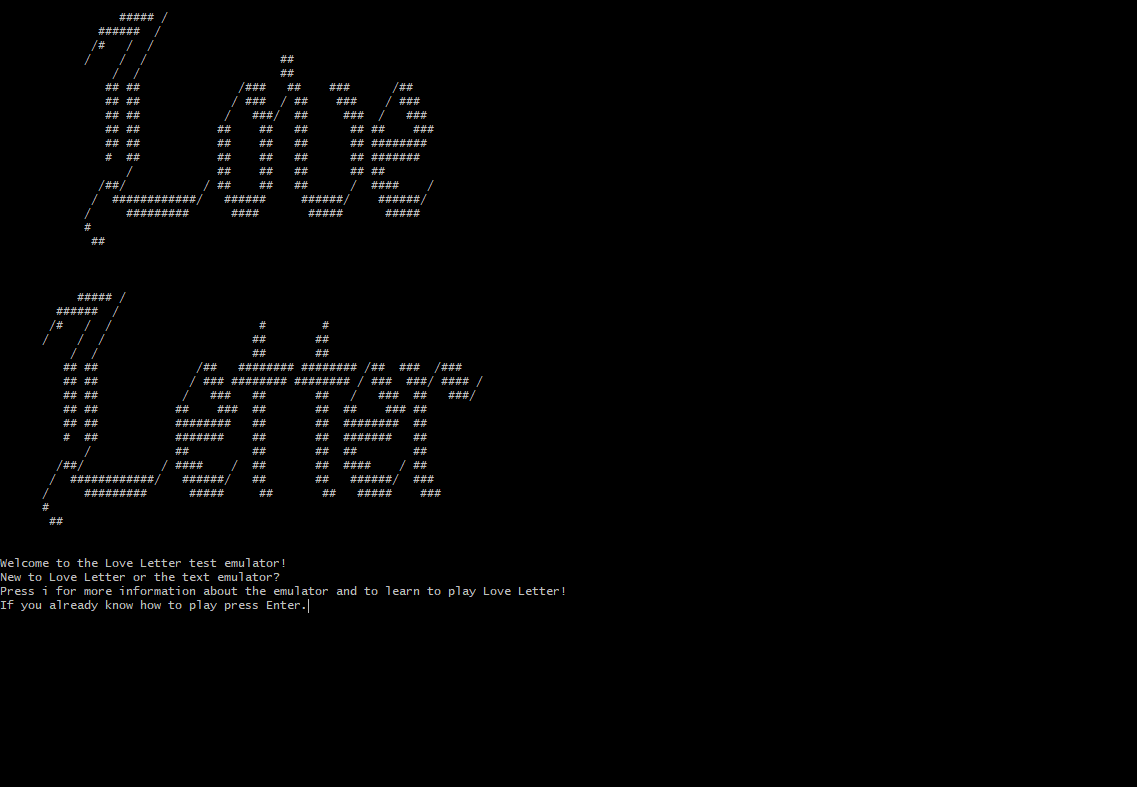 Love
Letter
Welcome to the Love Letter test emulator!
New to Love Letter or the text emulator?
Press i for more information about the emulator and to learn to play Love Letter!
If you already know how to play press Enter.